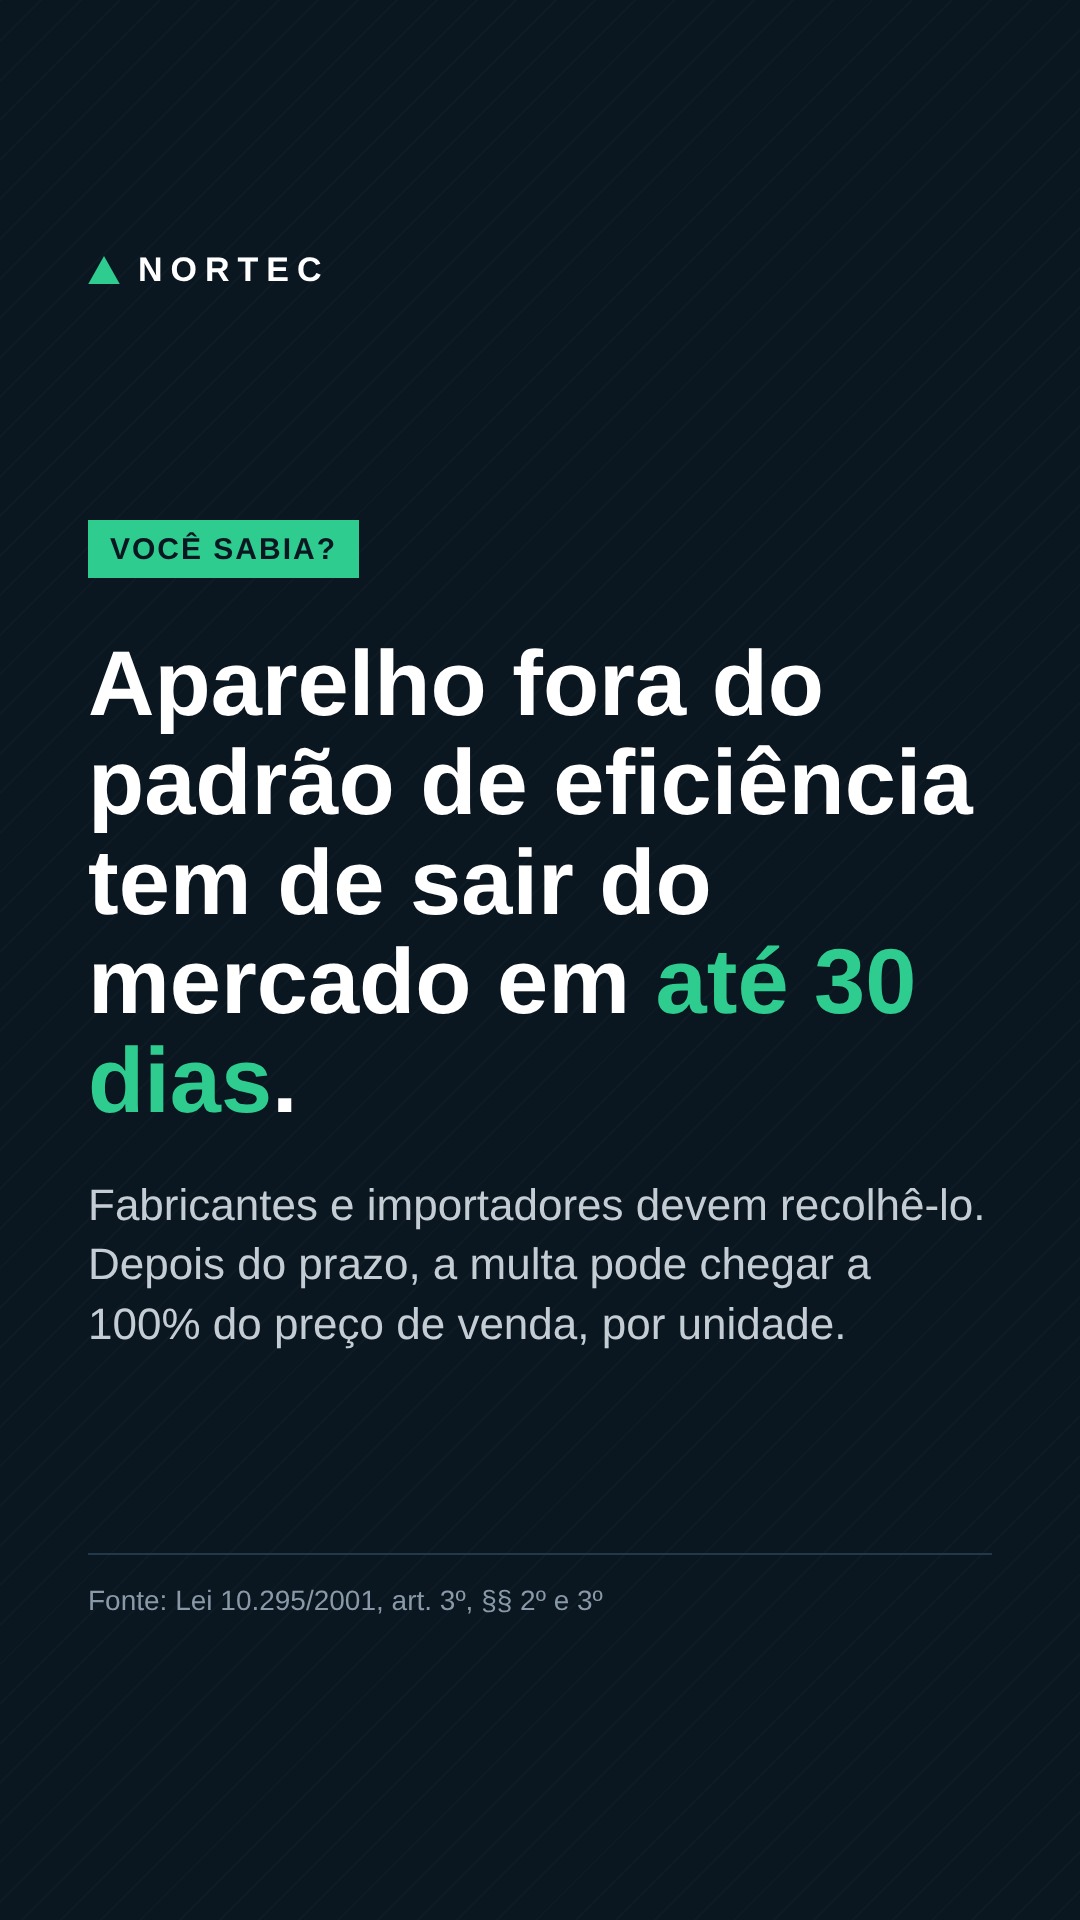 NORTEC
VOCÊ SABIA?
Aparelho fora do
padrão de eficiência
tem de sair do
mercado em até 30
dias.
Fabricantes e importadores devem recolhê-lo.
Depois do prazo, a multa pode chegar a
100% do preço de venda, por unidade.
Fonte: Lei 10.295/2001, art. 3º, §§ 2º e 3º